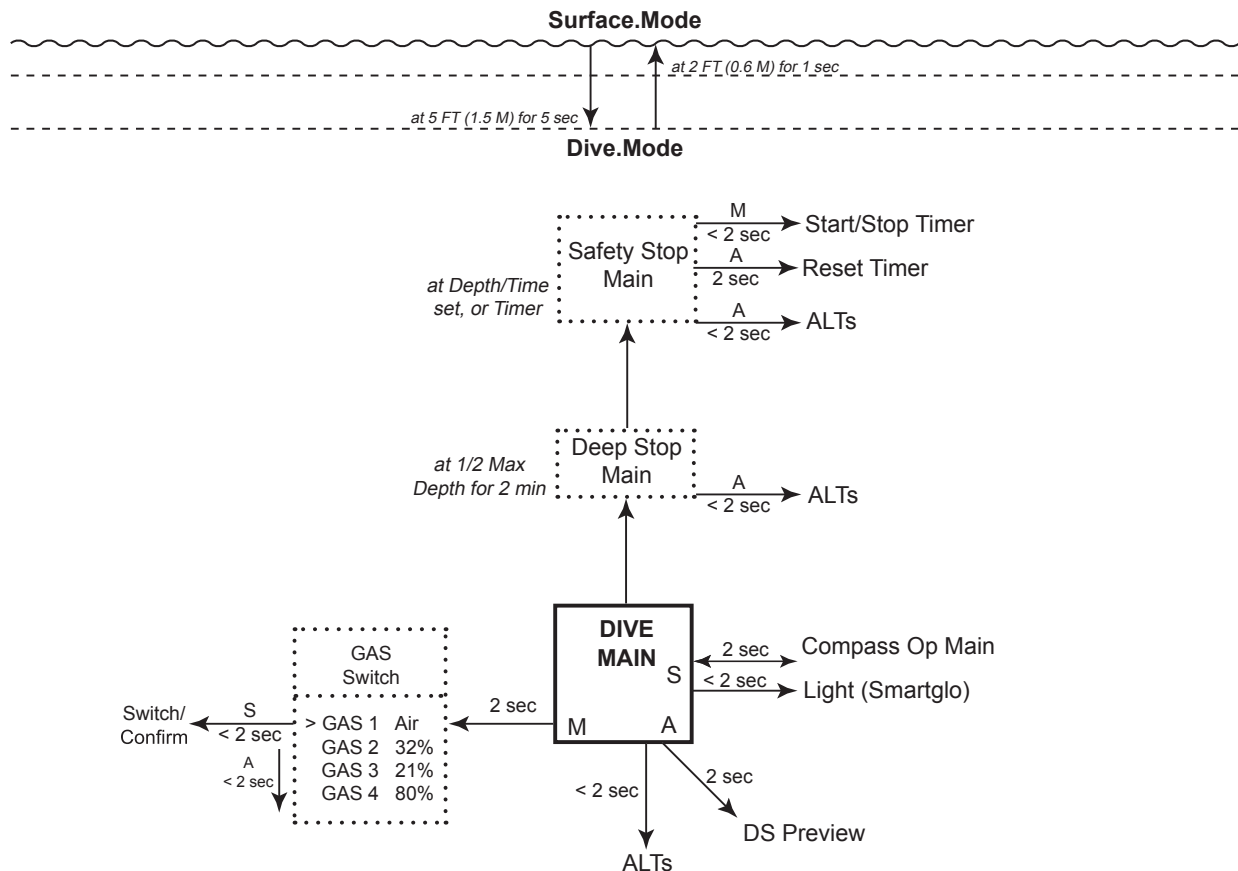 Surface.Mode
at 2 FT (0.6 M) for 1 sec
at 5 FT (1.5 M) for 5 sec
Dive.Mode
Safety Stop
Main
at Depth/Time
set, or Timer
M
< 2 sec
Start/Stop Timer
A
2 sec
Reset Timer
A
< 2 sec
ALTs
Deep Stop
Main
at 1/2 Max
Depth for 2 min
A
< 2 sec
ALTs
DIVE
MAIN
S
M
A
2 sec
Compass Op Main
< 2 sec
Light (Smartglo)
2 sec
GAS
Switch
> GAS 1 Air
GAS 2 32%
GAS 3 21%
GAS 4 80%
S
< 2 sec
Switch/
Confirm
A
< 2 sec
< 2 sec
ALTs
2 sec
DS Preview